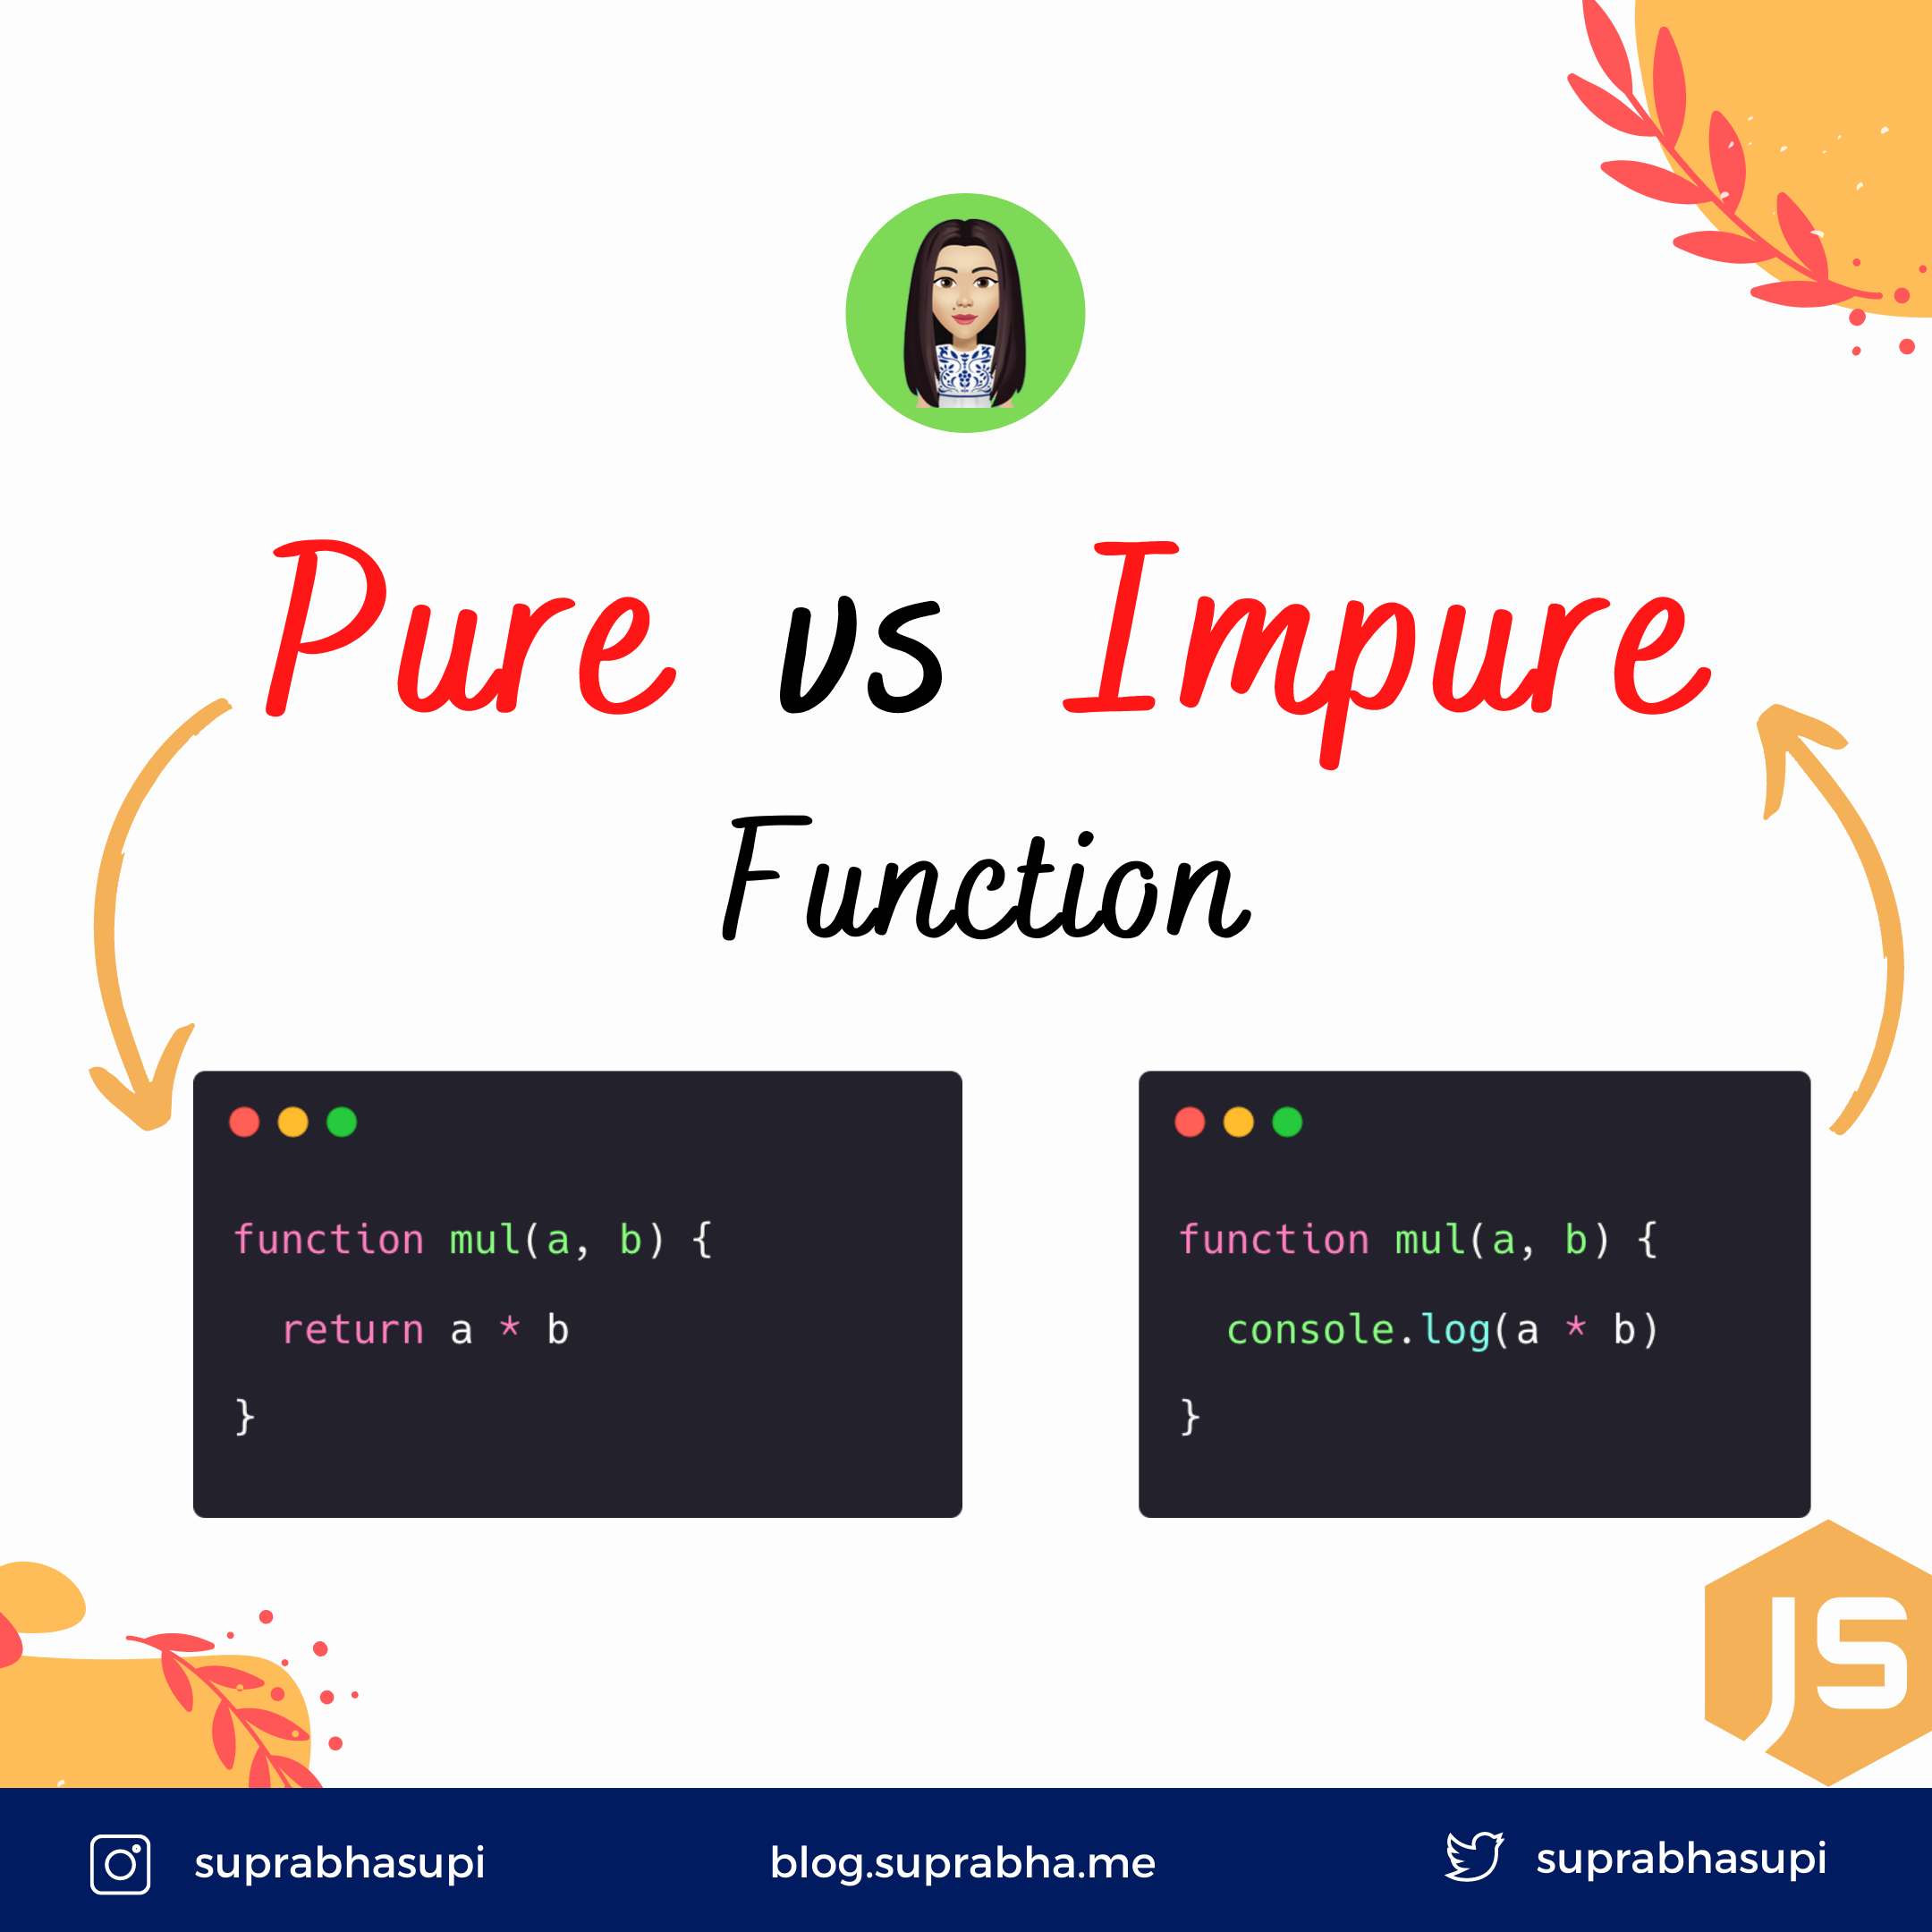 Pure vs Impure
Function
function mul(a, b) {
return a * b
}
function mul(a, b) {
console.log(a * b)
}
JS
suprabhasupi
blog.suprabha.me
suprabhasupi